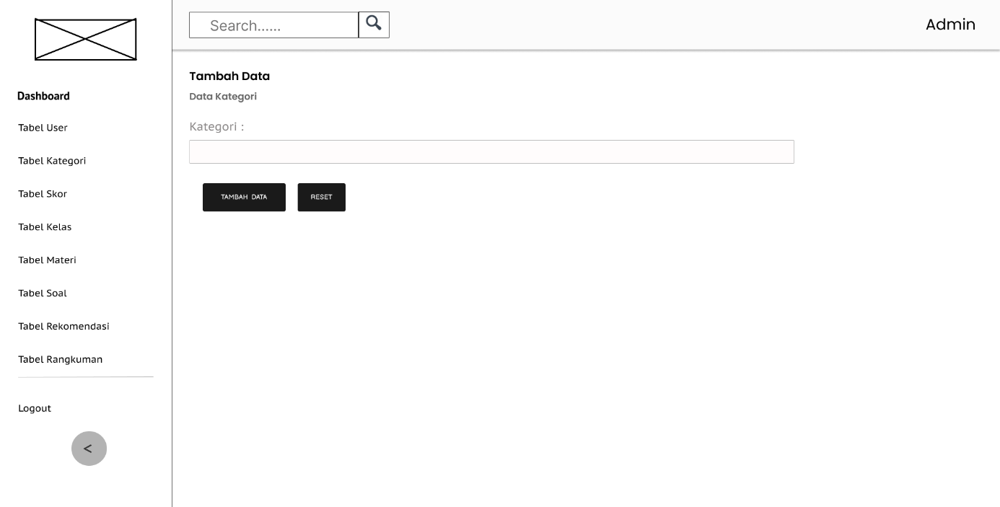 Search......
Admin
Dashboard
Tabel User
Tabel Kategori
Tabel Skor
Tabel Kelas
Tabel Materi
Tabel Soal
Tabel Rekomendasi
Tabel Rangkuman
Logout
<
Tambah Data
Data Kategori
Kategori :
TAMBAH DATA
RESET